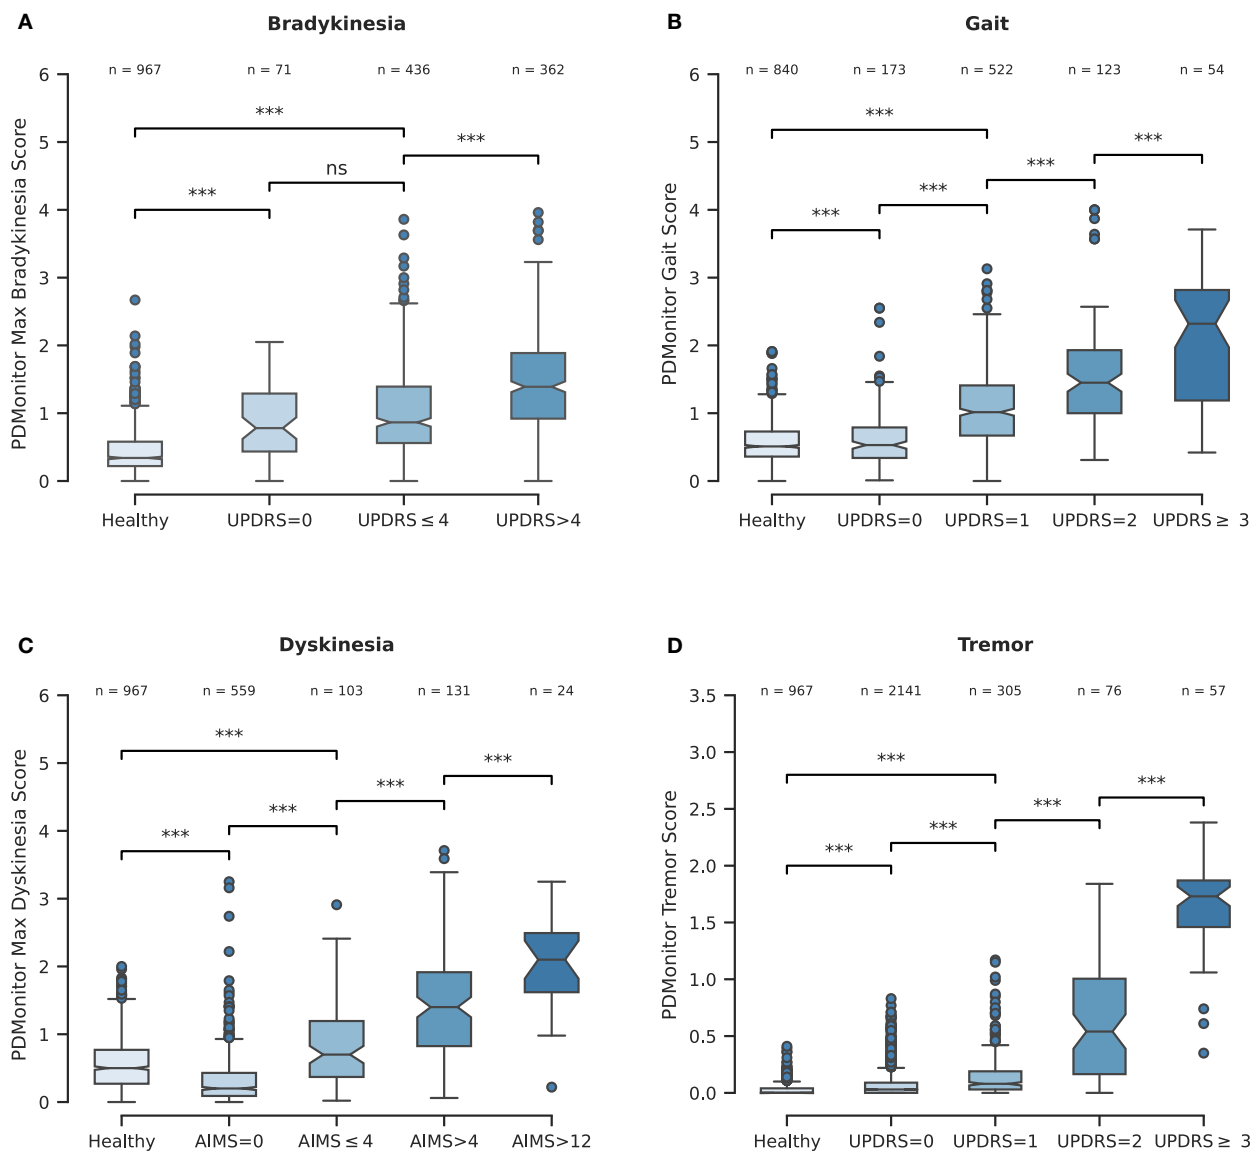 A
Bradykinesia
n = 967 n = 71 n = 436 n = 362
6
5
4
3
2
1
0
PDMonitor Max Bradykinesia Score
***
***
ns
***
Healthy UPDRS=0 UPDRS ≤ 4 UPDRS>4
B
Gait
n = 840 n = 173 n = 522 n = 123 n = 54
6
5
4
3
2
1
0
PDMonitor Gait Score
***
***
***
***
***
Healthy UPDRS=0 UPDRS=1 UPDRS=2 UPDRS ≥ 3
C
Dyskinesia
n = 967 n = 559 n = 103 n = 131 n = 24
6
5
4
3
2
1
0
PDMonitor Max Dyskinesia Score
***
***
***
***
***
Healthy AIMS=0 AIMS ≤ 4 AIMS>4 AIMS>12
D
Tremor
n = 967 n = 2141 n = 305 n = 76 n = 57
3.5
3.0
2.5
2.0
1.5
1.0
0.5
0.0
PDMonitor Tremor Score
***
***
***
***
***
Healthy UPDRS=0 UPDRS=1 UPDRS=2 UPDRS ≥ 3